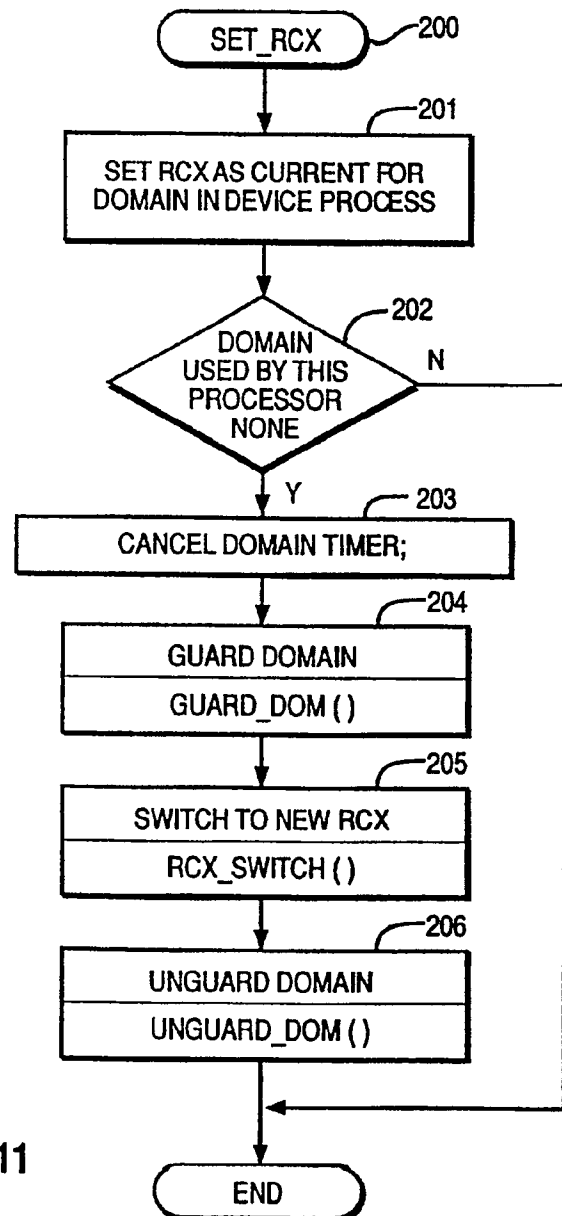 SET_RCX
200
201
SET RCX AS CURRENT FOR
DOMAIN IN DEVICE PROCESS
202
DOMAIN
USED BY THIS
PROCESSOR
NONE
N
Y
203
CANCEL DOMAIN TIMER;
204
GUARD DOMAIN
GUARD_DOM ( )
205
SWITCH TO NEW RCX
RCX_SWITCH ( )
206
UNGUARD DOMAIN
UNGUARD_DOM ( )
11
END